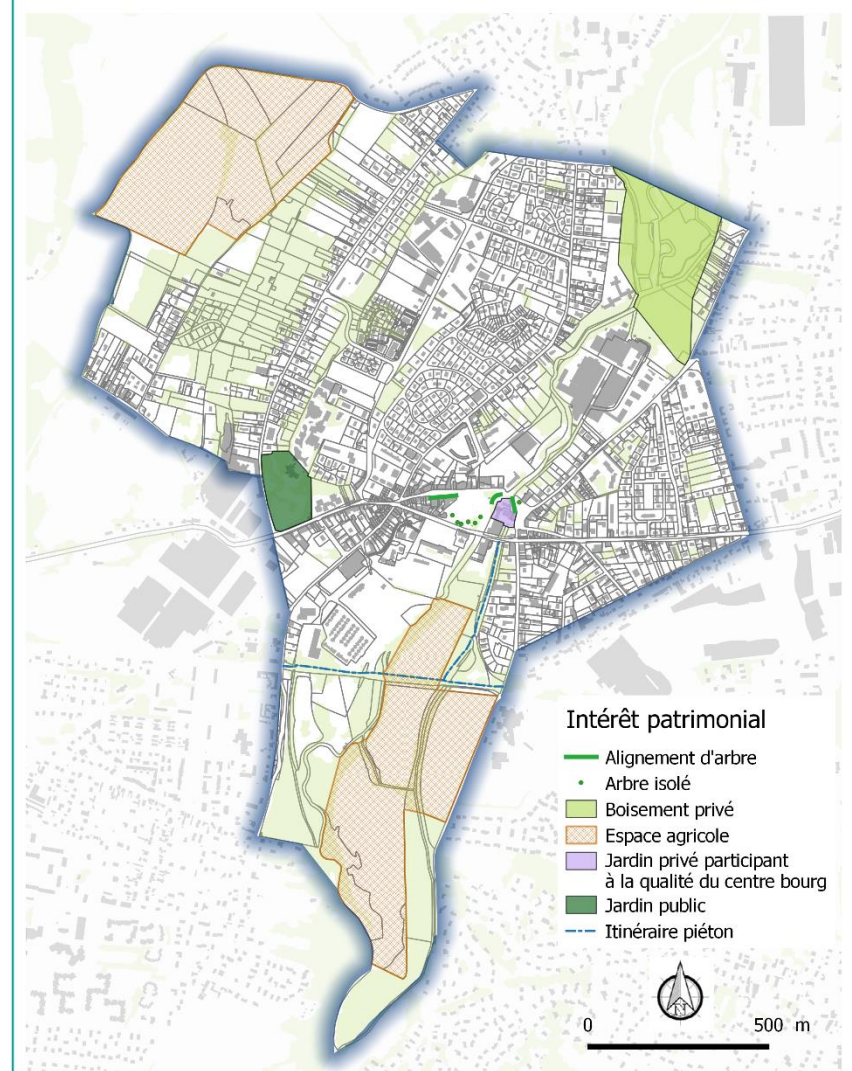 Intérêt patrimonial
Alignement d'arbre
Arbre isolé
Boisement privé
Espace agricole
Jardin privé participant
à la qualité du centre bourg
Jardin public
Itinéraire piéton
N
0 500 m